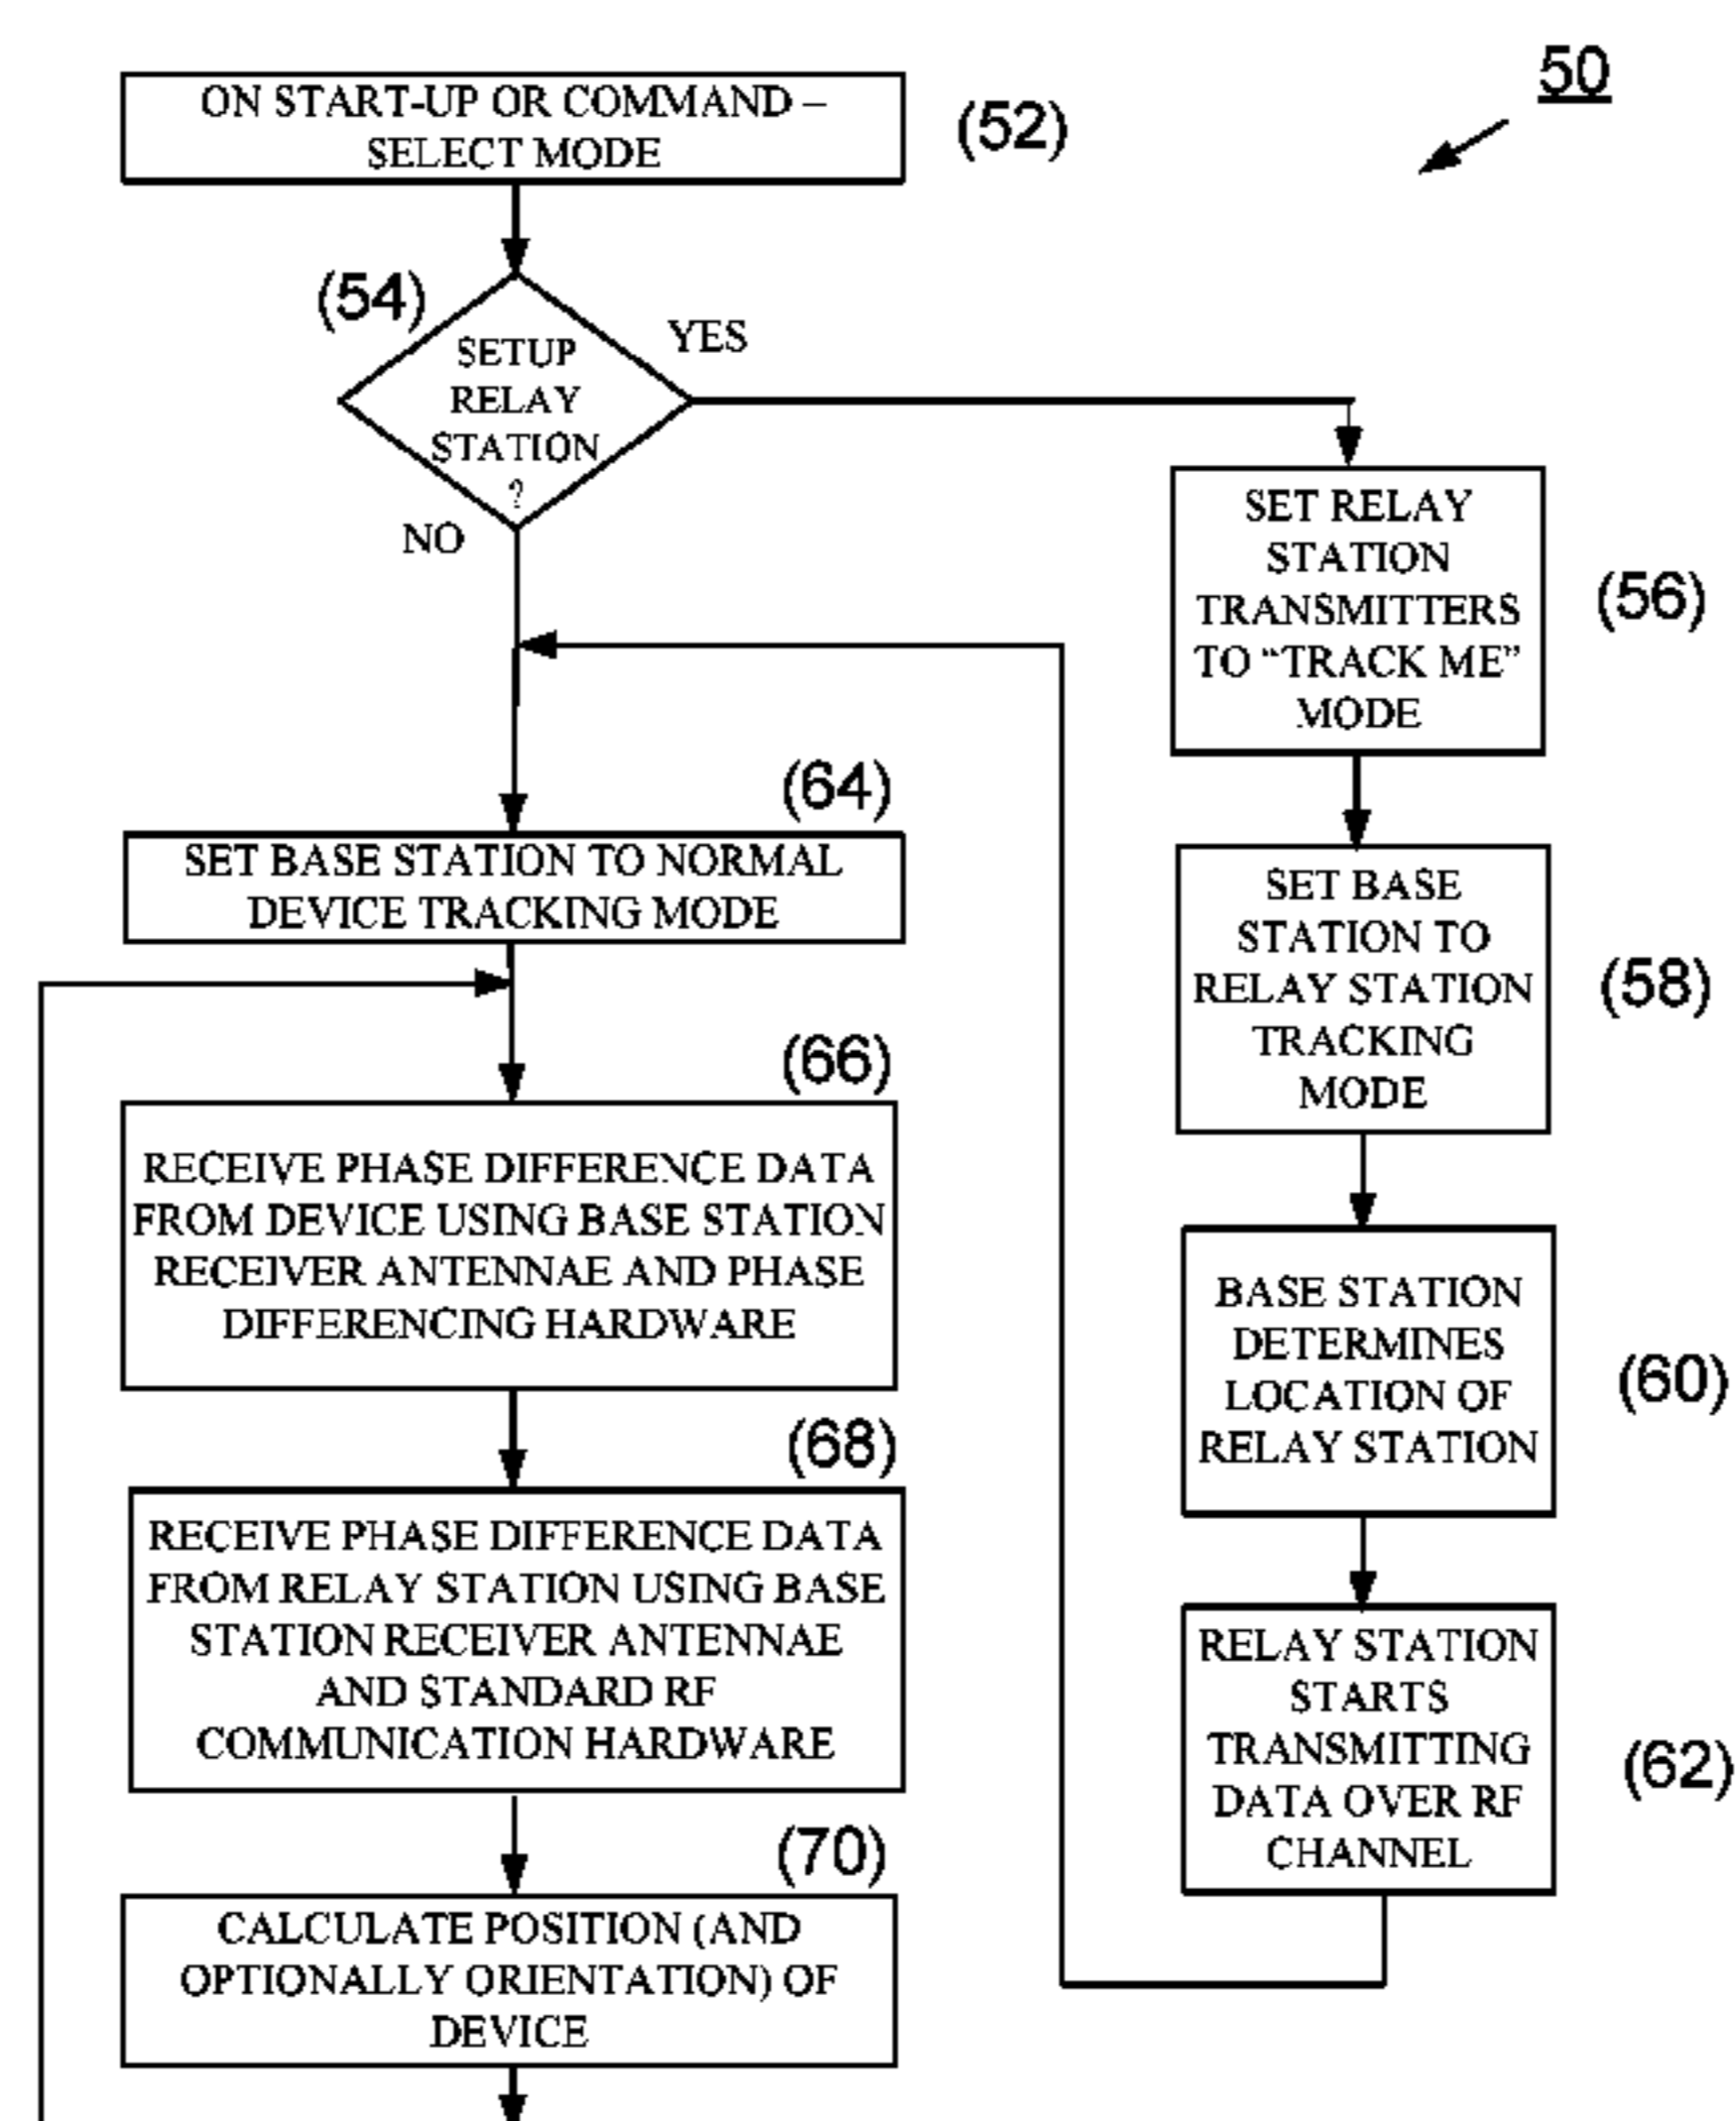 50
ON START-UP OR COMMAND –
SELECT MODE
(52)
(54)
SETUP
RELAY
STATION
?
YES
NO
SET RELAY
STATION
TRANSMITTERS
TO “TRACK ME”
MODE
(56)
SET BASE
STATION TO
RELAY STATION
TRACKING
MODE
(58)
BASE STATION
DETERMINES
LOCATION OF
RELAY STATION
(60)
RELAY STATION
STARTS
TRANSMITTING
DATA OVER RF
CHANNEL
(62)
(64)
SET BASE STATION TO NORMAL
DEVICE TRACKING MODE
(66)
RECEIVE PHASE DIFFERENCE DATA
FROM DEVICE USING BASE STATION
RECEIVER ANTENNAE AND PHASE
DIFFERENCING HARDWARE
(68)
RECEIVE PHASE DIFFERENCE DATA
FROM RELAY STATION USING BASE
STATION RECEIVER ANTENNAE
AND STANDARD RF
COMMUNICATION HARDWARE
(70)
CALCULATE POSITION (AND
OPTIONALLY ORIENTATION) OF
DEVICE